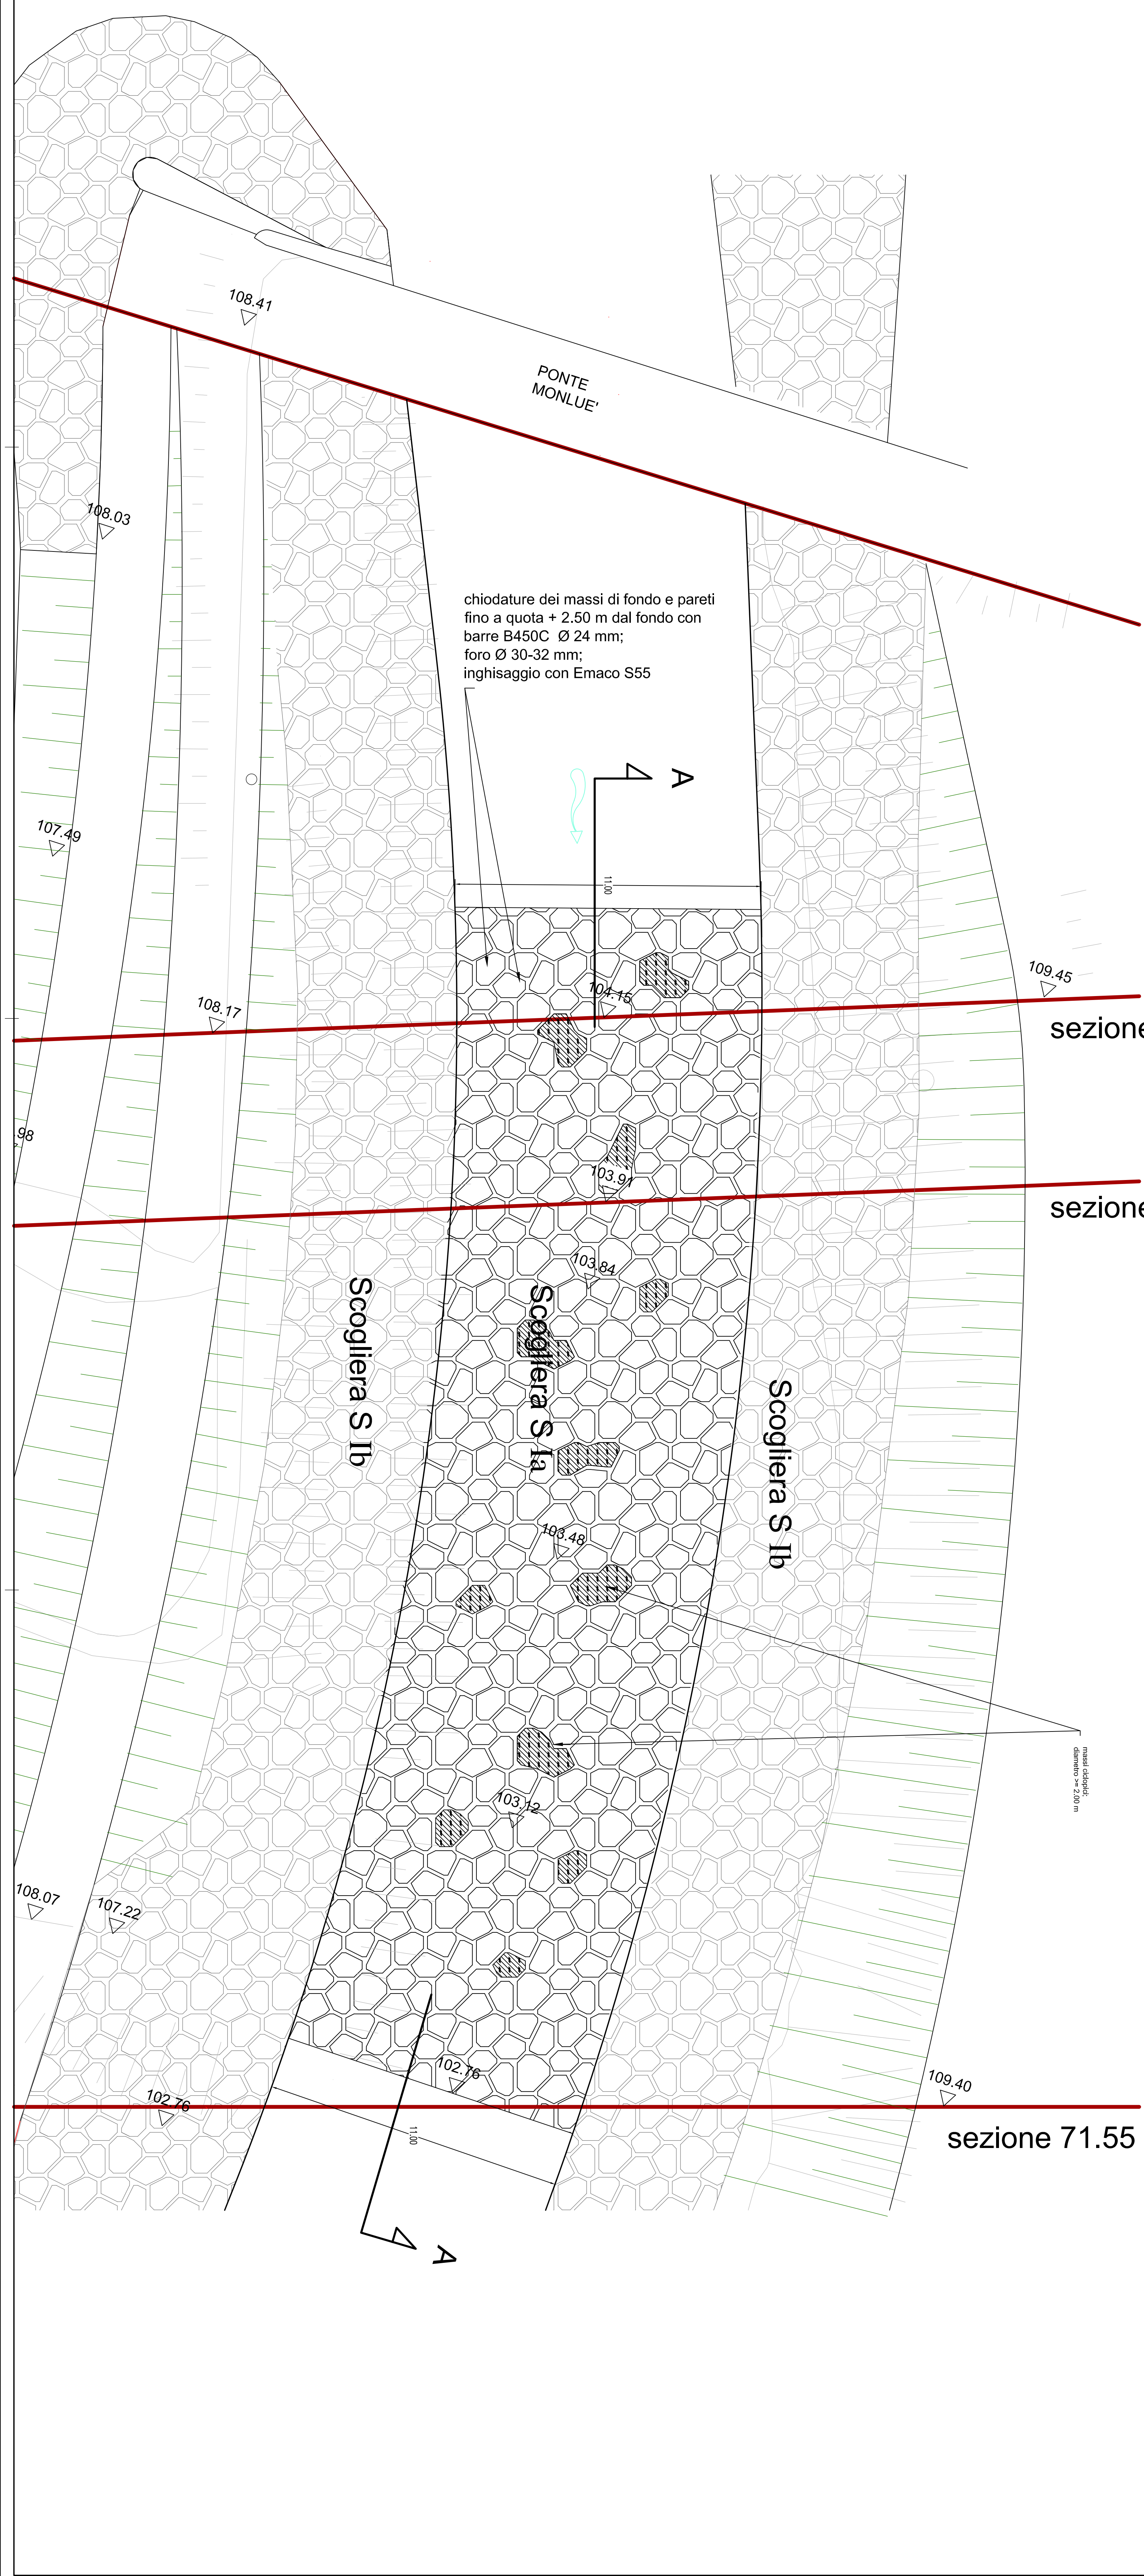 108.41
PONTE
MONLUE'
108.03
chiodature dei massi di fondo e pareti
fino a quota + 2.50 m dal fondo con
barre B450C Ø 24 mm;
foro Ø 30-32 mm;
inghisaggio con Emaco S55
A
107.49
11.00
109.45
104.15
108.17
sezione
.98
103.91
sezione
103.84
Scogliera S Ib
Scogliera S Ia
Scogliera S Ib
103.48
massi ciclopici:
diametro >= 2.00 m
103.12
108.07
107.22
102.76
109.40
102.76
sezione 71.55
11.00
A